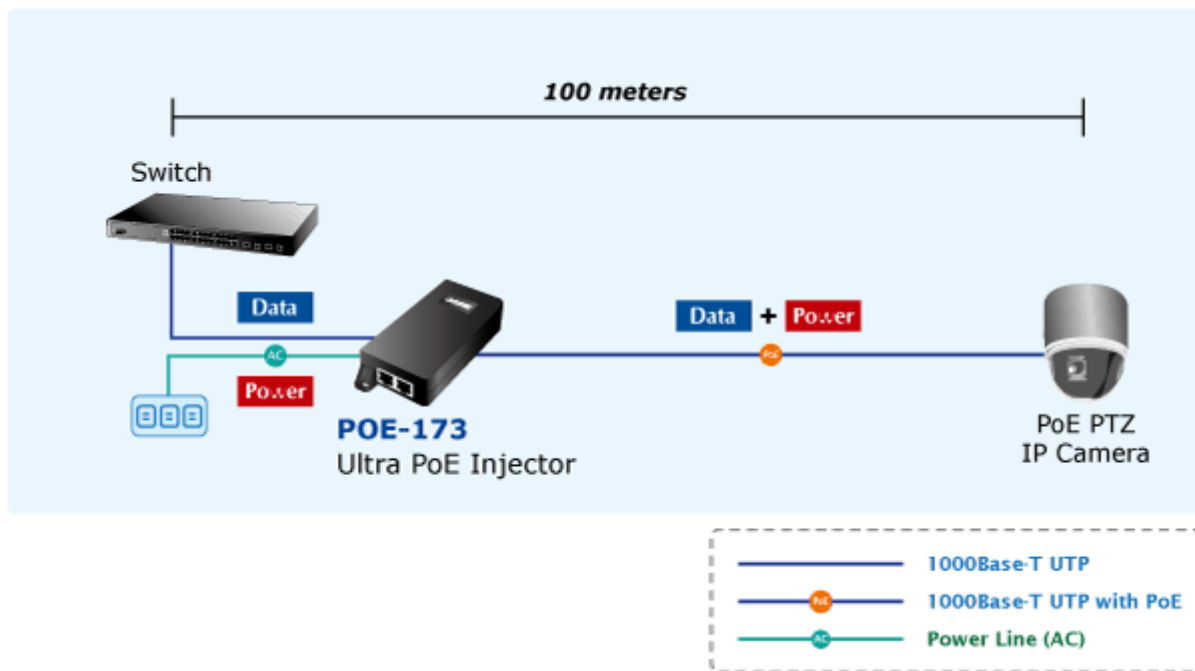 100 meters
Switch
Data
AC
Power
Data + Power
PoE
POE-173
Ultra PoE Injector
PoE PTZ
IP Camera
1000Base-T UTP
PoE
1000Base-T UTP with PoE
AC
Power Line (AC)